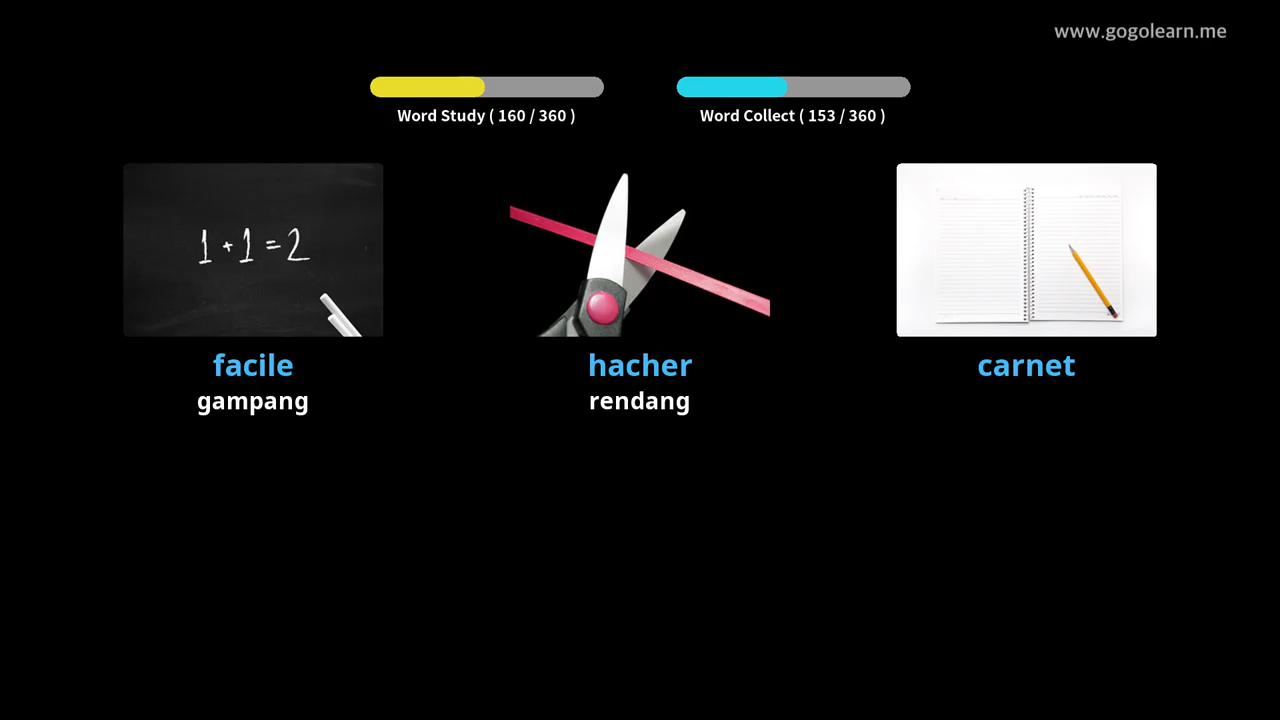 www.gogolearn.me
Word Study ( 160 / 360 )
Word Collect ( 153 / 360 )
1 + 1 = 2
facile
gampang
hacher
rendang
carnet